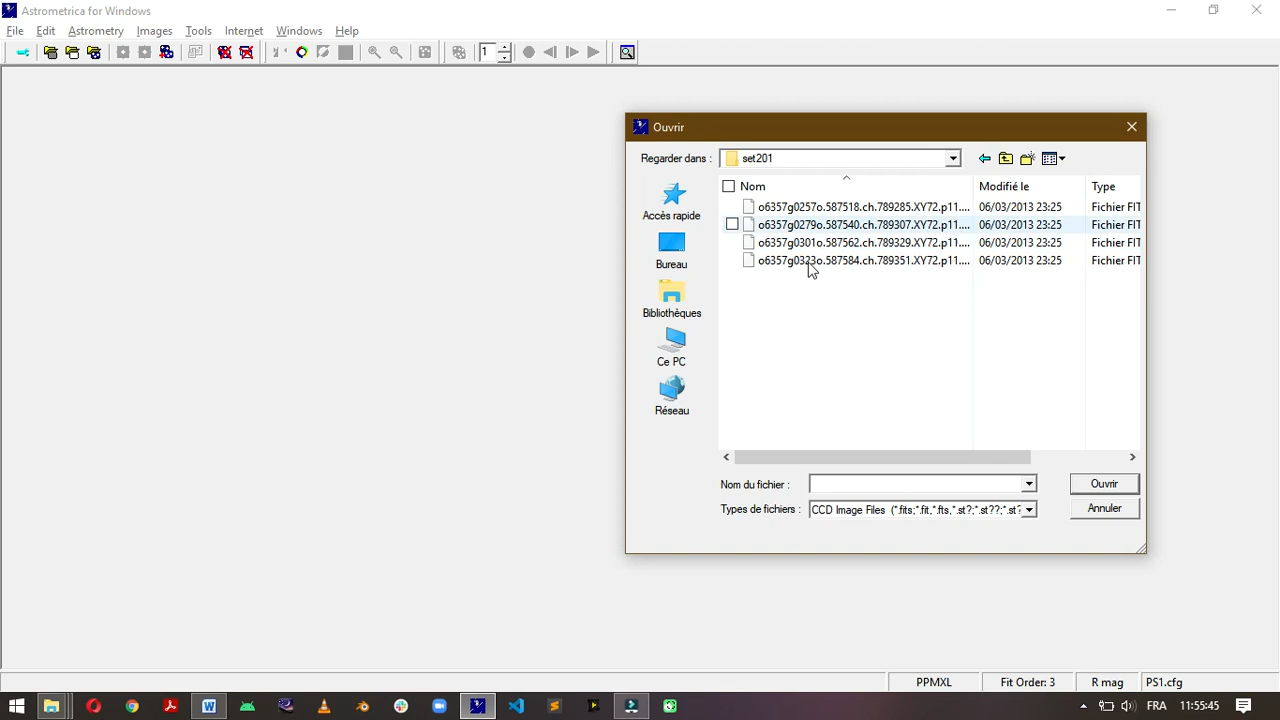 Astrometrica for Windows
File Edit Astrometry Images Tools Internet Windows Help
1
Ouvrir
Regarder dans : set201
Nom Modifié le Type
o6357g0257o.587518.ch.789285.XY72.p11.... 06/03/2013 23:25 Fichier FIT
o6357g0279o.587540.ch.789307.XY72.p11.... 06/03/2013 23:25 Fichier FIT
o6357g0301o.587562.ch.789329.XY72.p11.... 06/03/2013 23:25 Fichier FIT
o6357g0323o.587584.ch.789351.XY72.p11.... 06/03/2013 23:25 Fichier FIT
Accès rapide
Bureau
Bibliothèques
Ce PC
Réseau
Nom du fichier : Ouvrir
Types de fichiers : CCD Image Files (*.fits;*.fit,*.fts,*.st?;*.st??;*.st? Annuler
PPMXL Fit Order: 3 R mag PS1.cfg
FRA 11:55:45